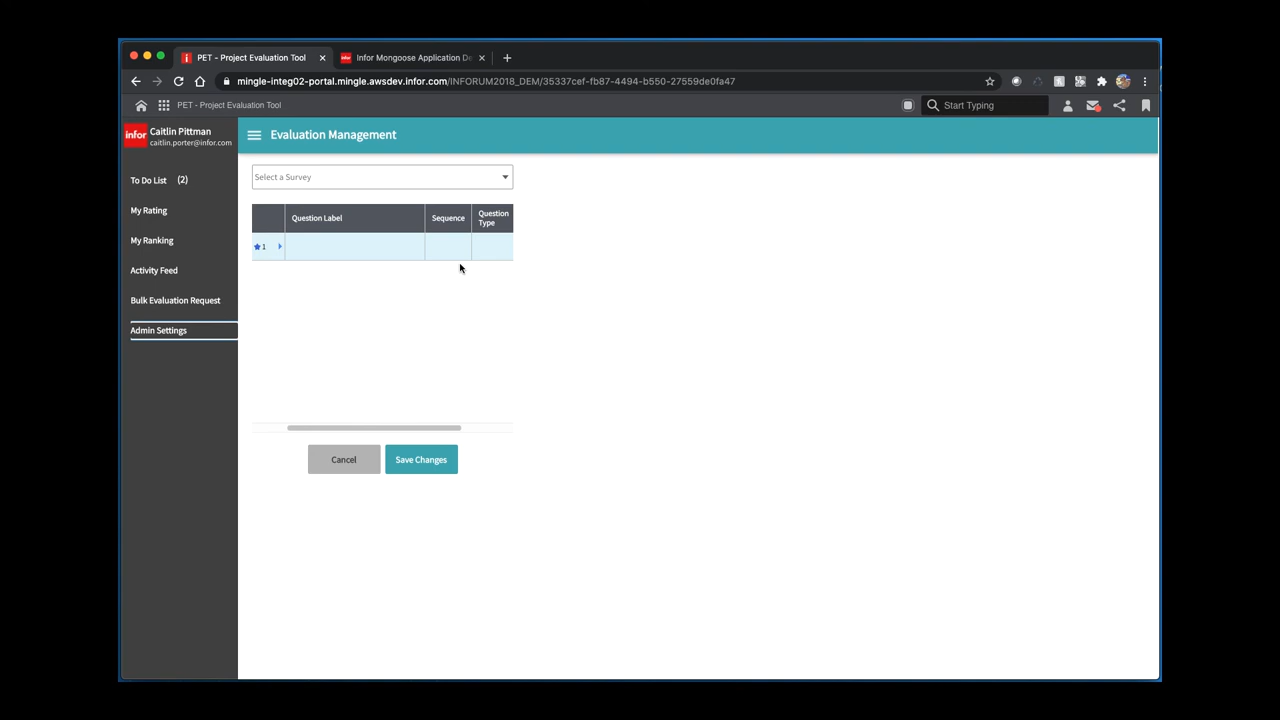 PET - Project Evaluation Tool
Infor Mongoose Application De
mingle-integ02-portal.mingle.awsdev.infor.com/INFORUM2018_DEM/35337cef-fb87-4494-b550-27559de0fa47
PET - Project Evaluation Tool
Start Typing
infor
Caitlin Pittman
caitlin.porter@infor.com
Evaluation Management
To Do List (2)
My Rating
My Ranking
Activity Feed
Bulk Evaluation Request
Admin Settings
Select a Survey
Question Label
Sequence
Question
Type
1
Cancel
Save Changes